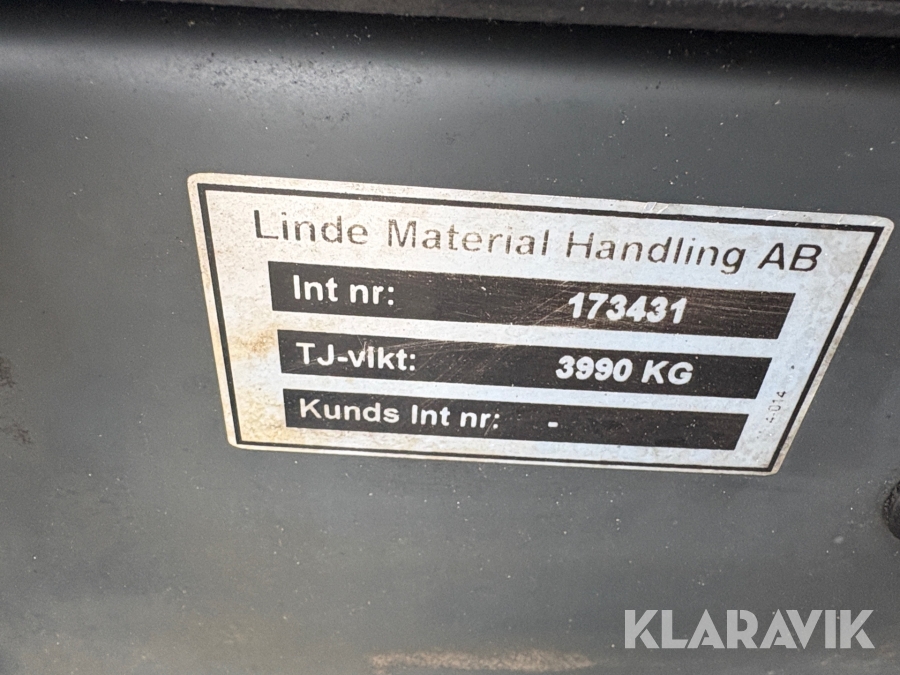 Linde Material Handling AB
Int nr: 173431
TJ-vikt: 3990 KG
Kunds Int nr: -
KLARAVIK